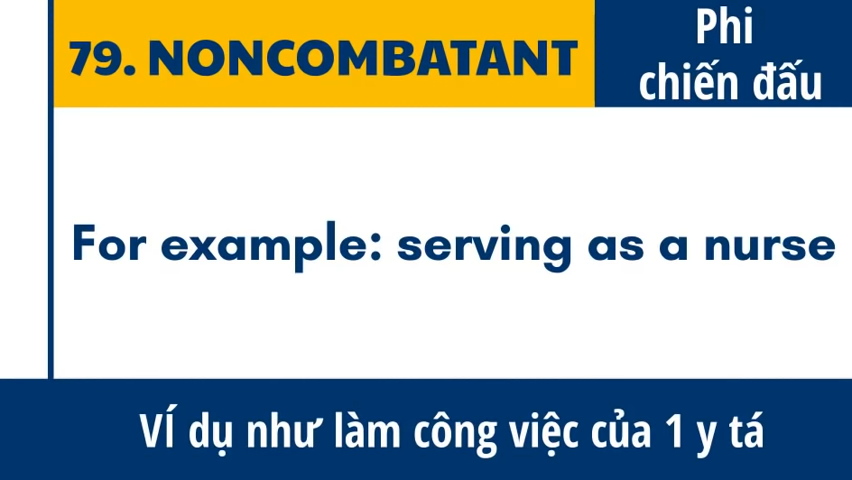 79. NONCOMBATANT
Phi
chiến đấu
For example: serving as a nurse
VÍ dụ như làm công việc của 1 y tá